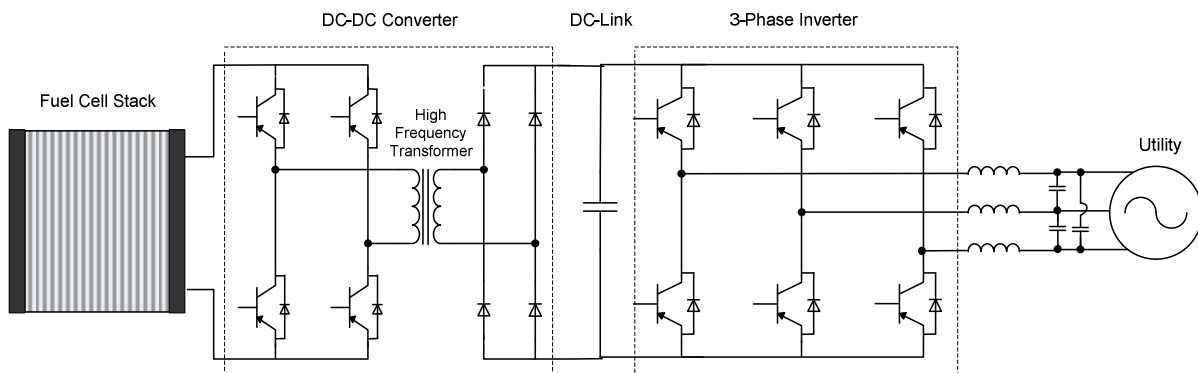 DC-DC Converter
DC-Link
3-Phase Inverter
Fuel Cell Stack
High
Frequency
Transformer
Utility